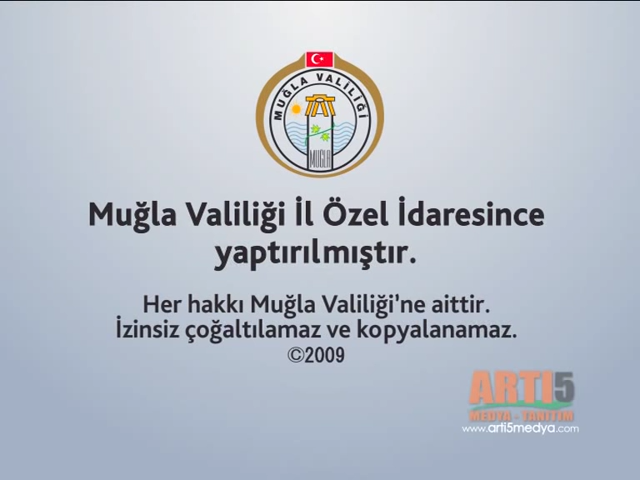 MUĞLA VALİLİĞİ
MUĞLA
Muğla Valiliği İl Özel İdaresince
yaptırılmıştır.
Her hakkı Muğla Valiliği'ne aittir.
İzinsiz çoğaltılamaz ve kopyalanamaz.
©2009
ARTI5
MEDYA - TANITIM
www.arti5medya.com